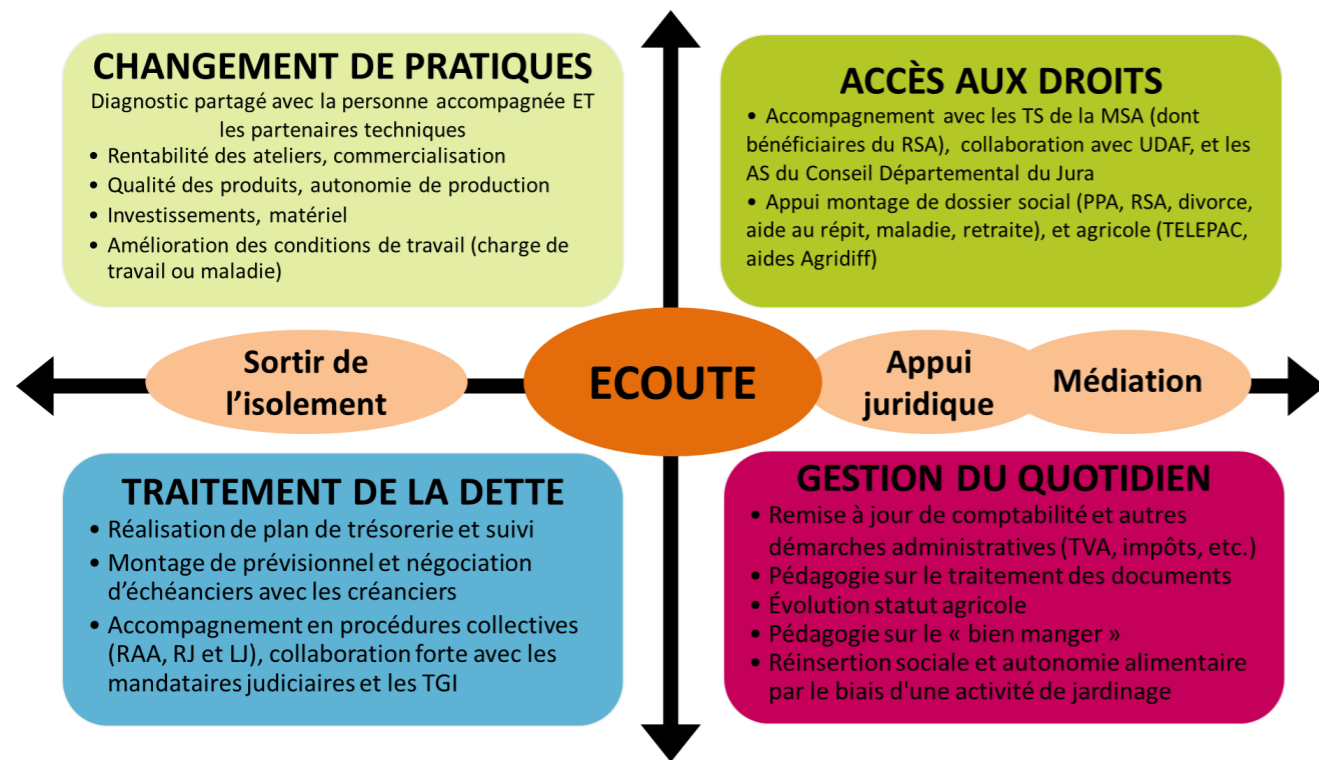 CHANGEMENT DE PRATIQUES
Diagnostic partagé avec la personne accompagnée ET
les partenaires techniques
• Rentabilité des ateliers, commercialisation
• Qualité des produits, autonomie de production
• Investissements, matériel
• Amélioration des conditions de travail (charge de
travail ou maladie)
ACCÈS AUX DROITS
• Accompagnement avec les TS de la MSA (dont
bénéficiaires du RSA), collaboration avec UDAF, et les
AS du Conseil Départemental du Jura
• Appui montage de dossier social (PPA, RSA, divorce,
aide au répit, maladie, retraite), et agricole (TELEPAC,
aides Agridiff)
Sortir de
l’isolement
ECOUTE
Appui
juridique
Médiation
TRAITEMENT DE LA DETTE
• Réalisation de plan de trésorerie et suivi
• Montage de prévisionnel et négociation
d’échéanciers avec les créanciers
• Accompagnement en procédures collectives
(RAA, RJ et LJ), collaboration forte avec les
mandataires judiciaires et les TGI
GESTION DU QUOTIDIEN
• Remise à jour de comptabilité et autres
démarches administratives (TVA, impôts, etc.)
• Pédagogie sur le traitement des documents
• Évolution statut agricole
• Pédagogie sur le « bien manger »
• Réinsertion sociale et autonomie alimentaire
par le biais d'une activité de jardinage